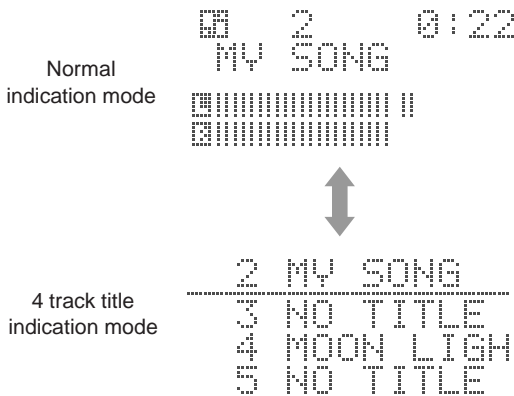 2 0:22
MY SONG
Normal
indication mode
2 MY SONG
3 NO TITLE
4 track title
indication mode
4 MOON LIGH
5 NO TITLE